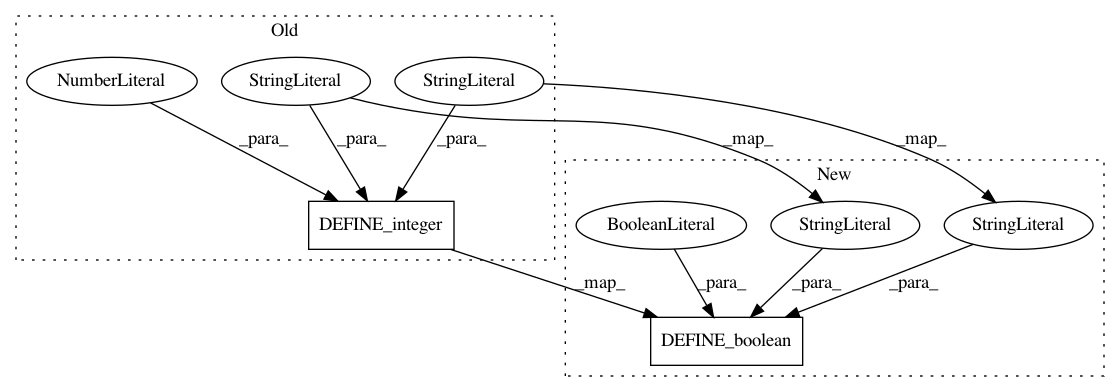 Old
NumberLiteral
StringLiteral
StringLiteral
_para_
_para_
_para_
_map_
_map_
New
DEFINE_integer
BooleanLiteral
StringLiteral
StringLiteral
_map_
_para_
_para_
_para_
DEFINE_boolean